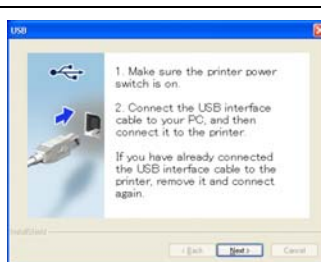 USB
1. Make sure the printer power
switch is on.
2. Connect the USB interface
cable to your PC, and then
connect it to the printer.
If you have already connected
the USB interface cable to the
printer, remove it and connect
again.
InstallShield
< Back Next > Cancel